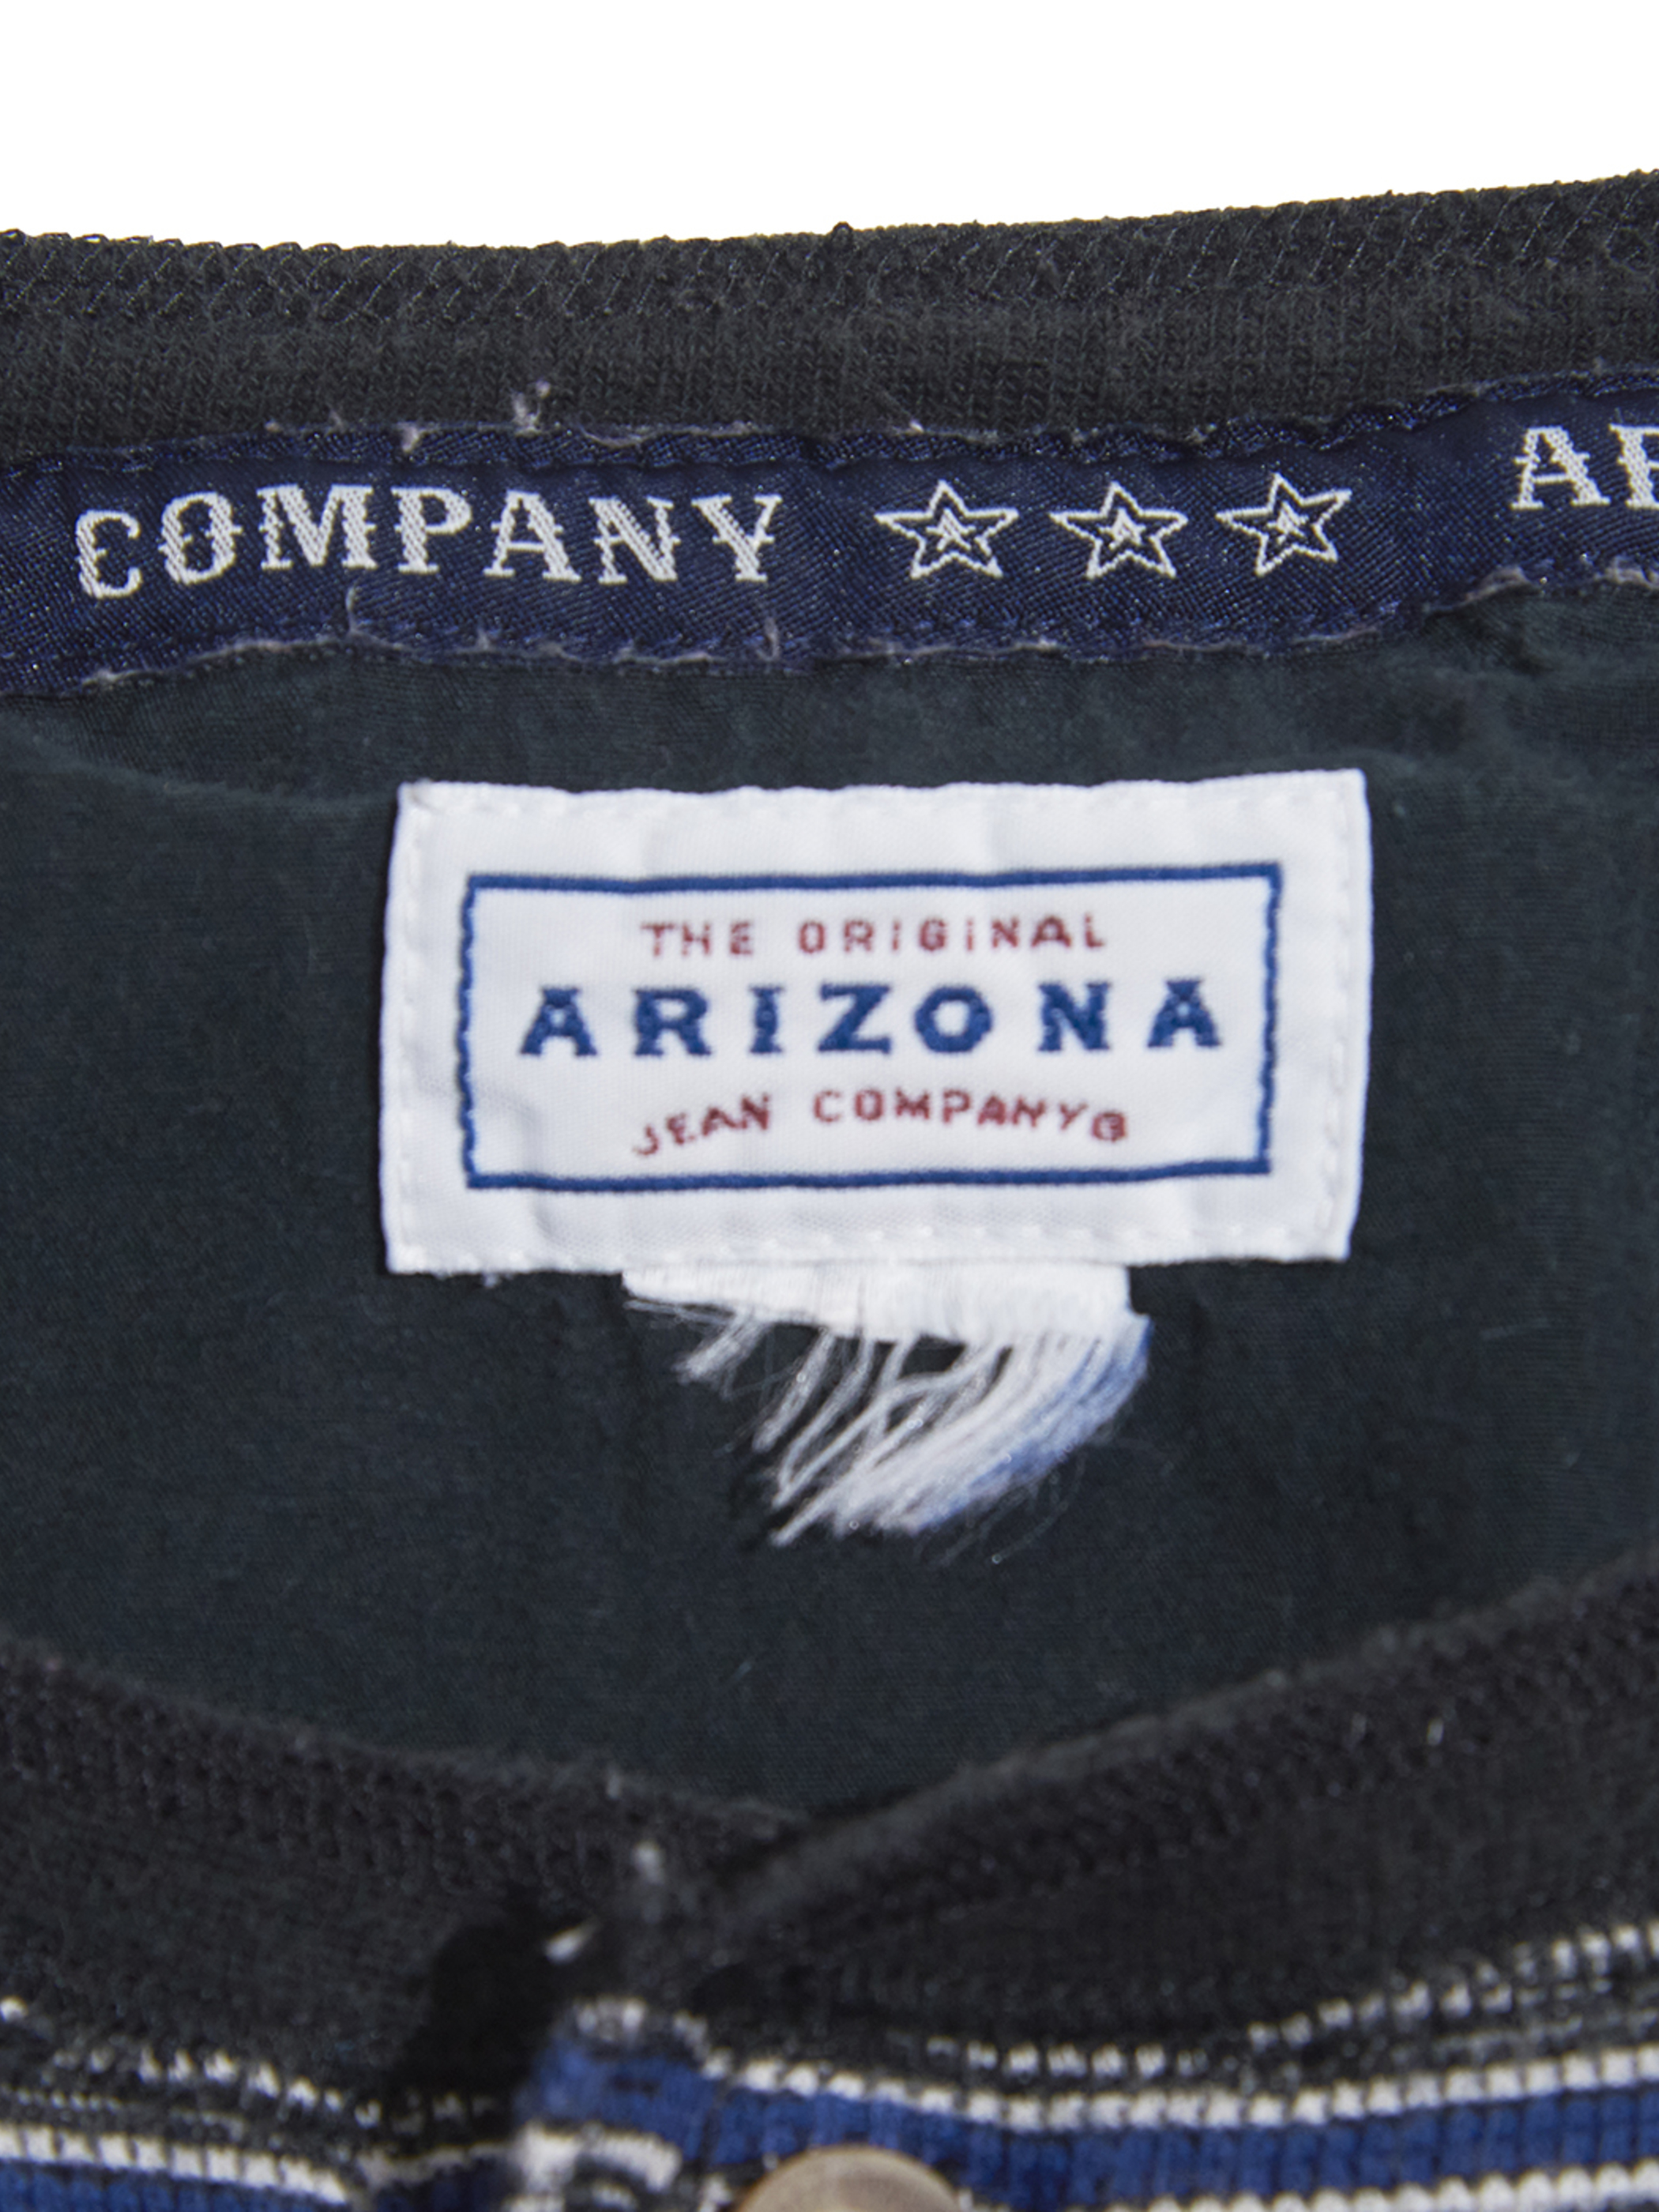 COMPANY ☆☆☆ AR
THE ORIGINAL
ARIZONA
JEAN COMPANY®